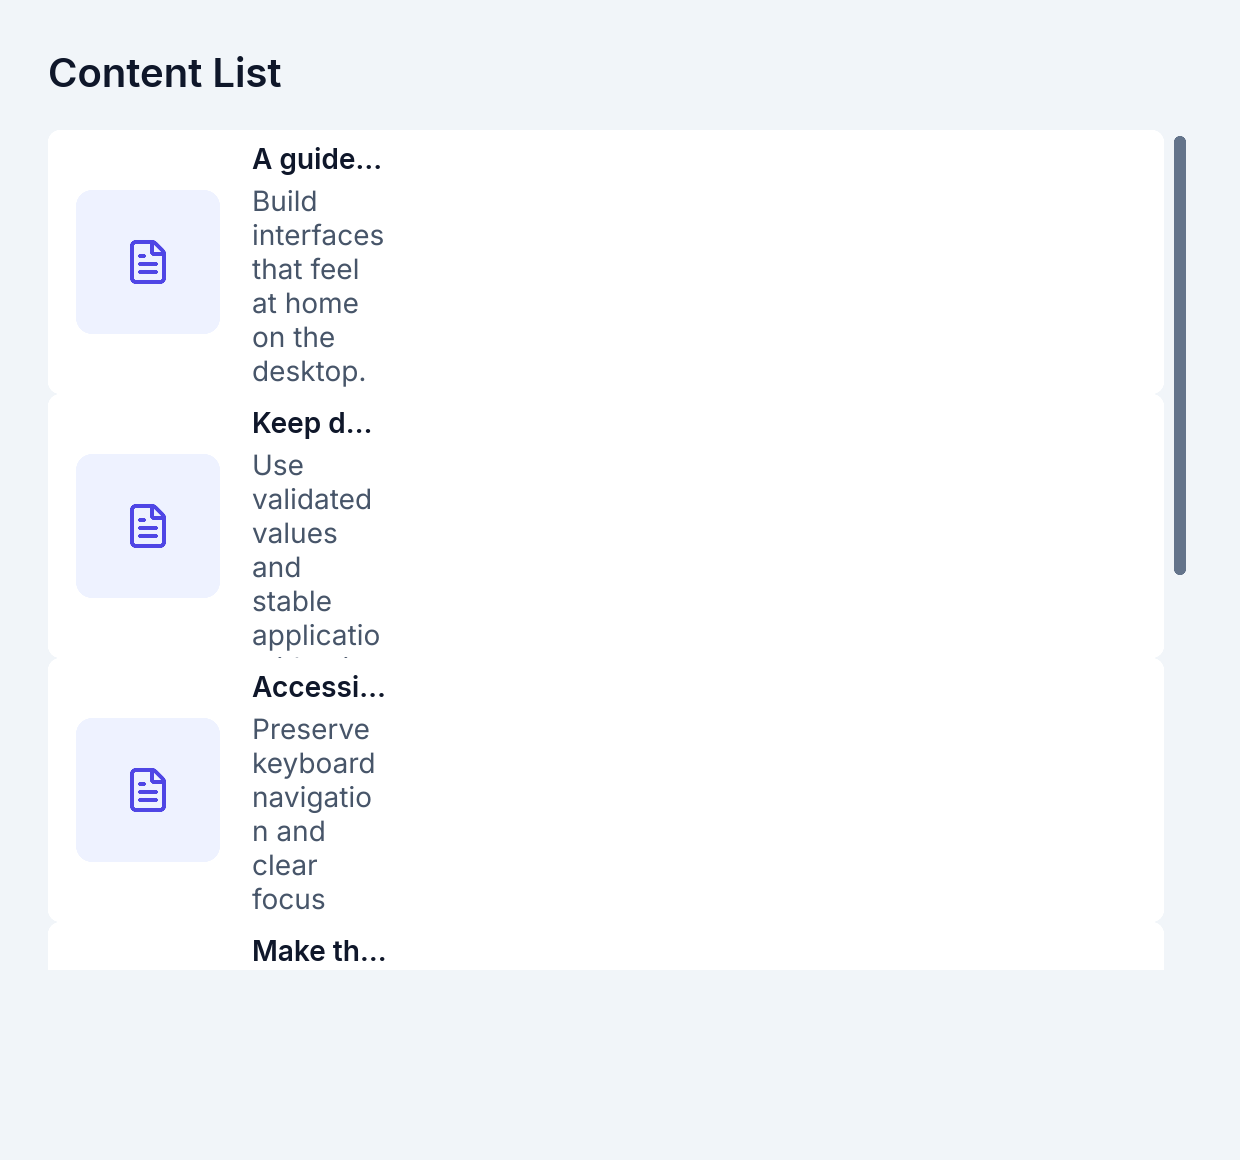 Content List
A guide...
Build
interfaces
that feel
at home
on the
desktop.
Keep d...
Use
validated
values
and
stable
applicatio
Accessi...
Preserve
keyboard
navigatio
n and
clear
focus
Make th...